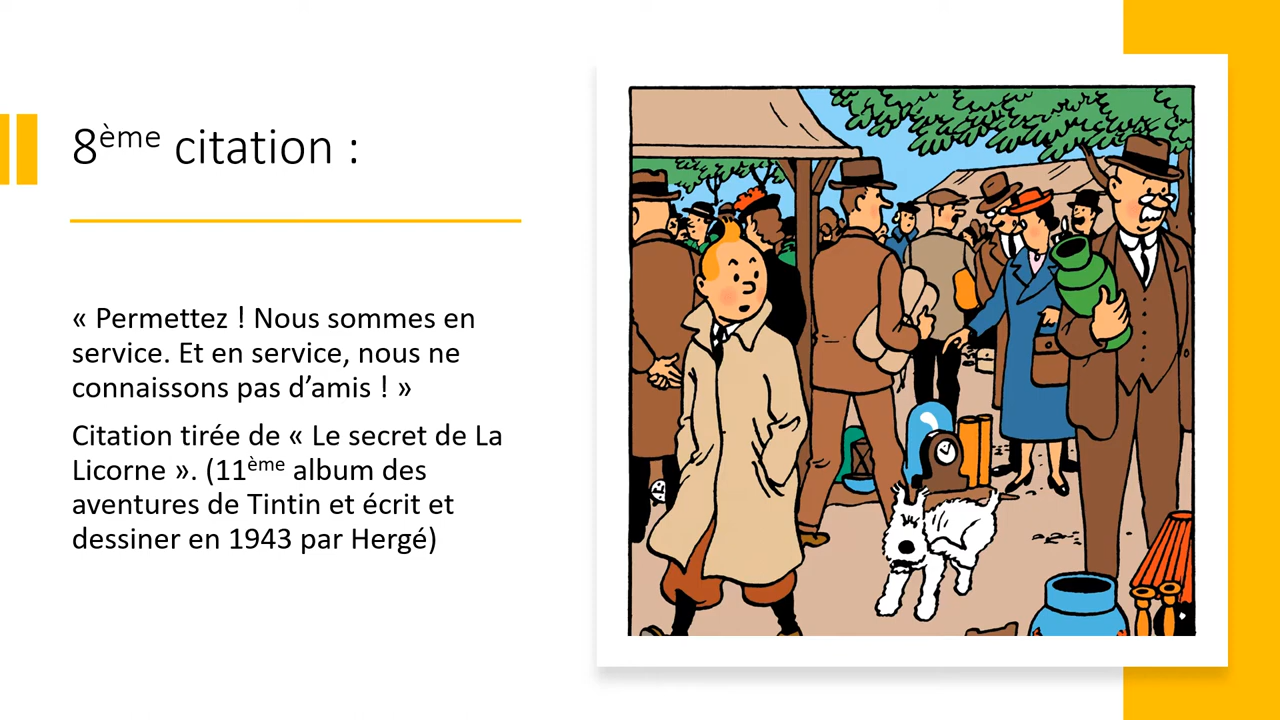 8ème citation :
« Permettez ! Nous sommes en
service. Et en service, nous ne
connaissons pas d’amis ! »
Citation tirée de « Le secret de La
Licorne ». (11ème album des
aventures de Tintin et écrit et
dessiner en 1943 par Hergé)